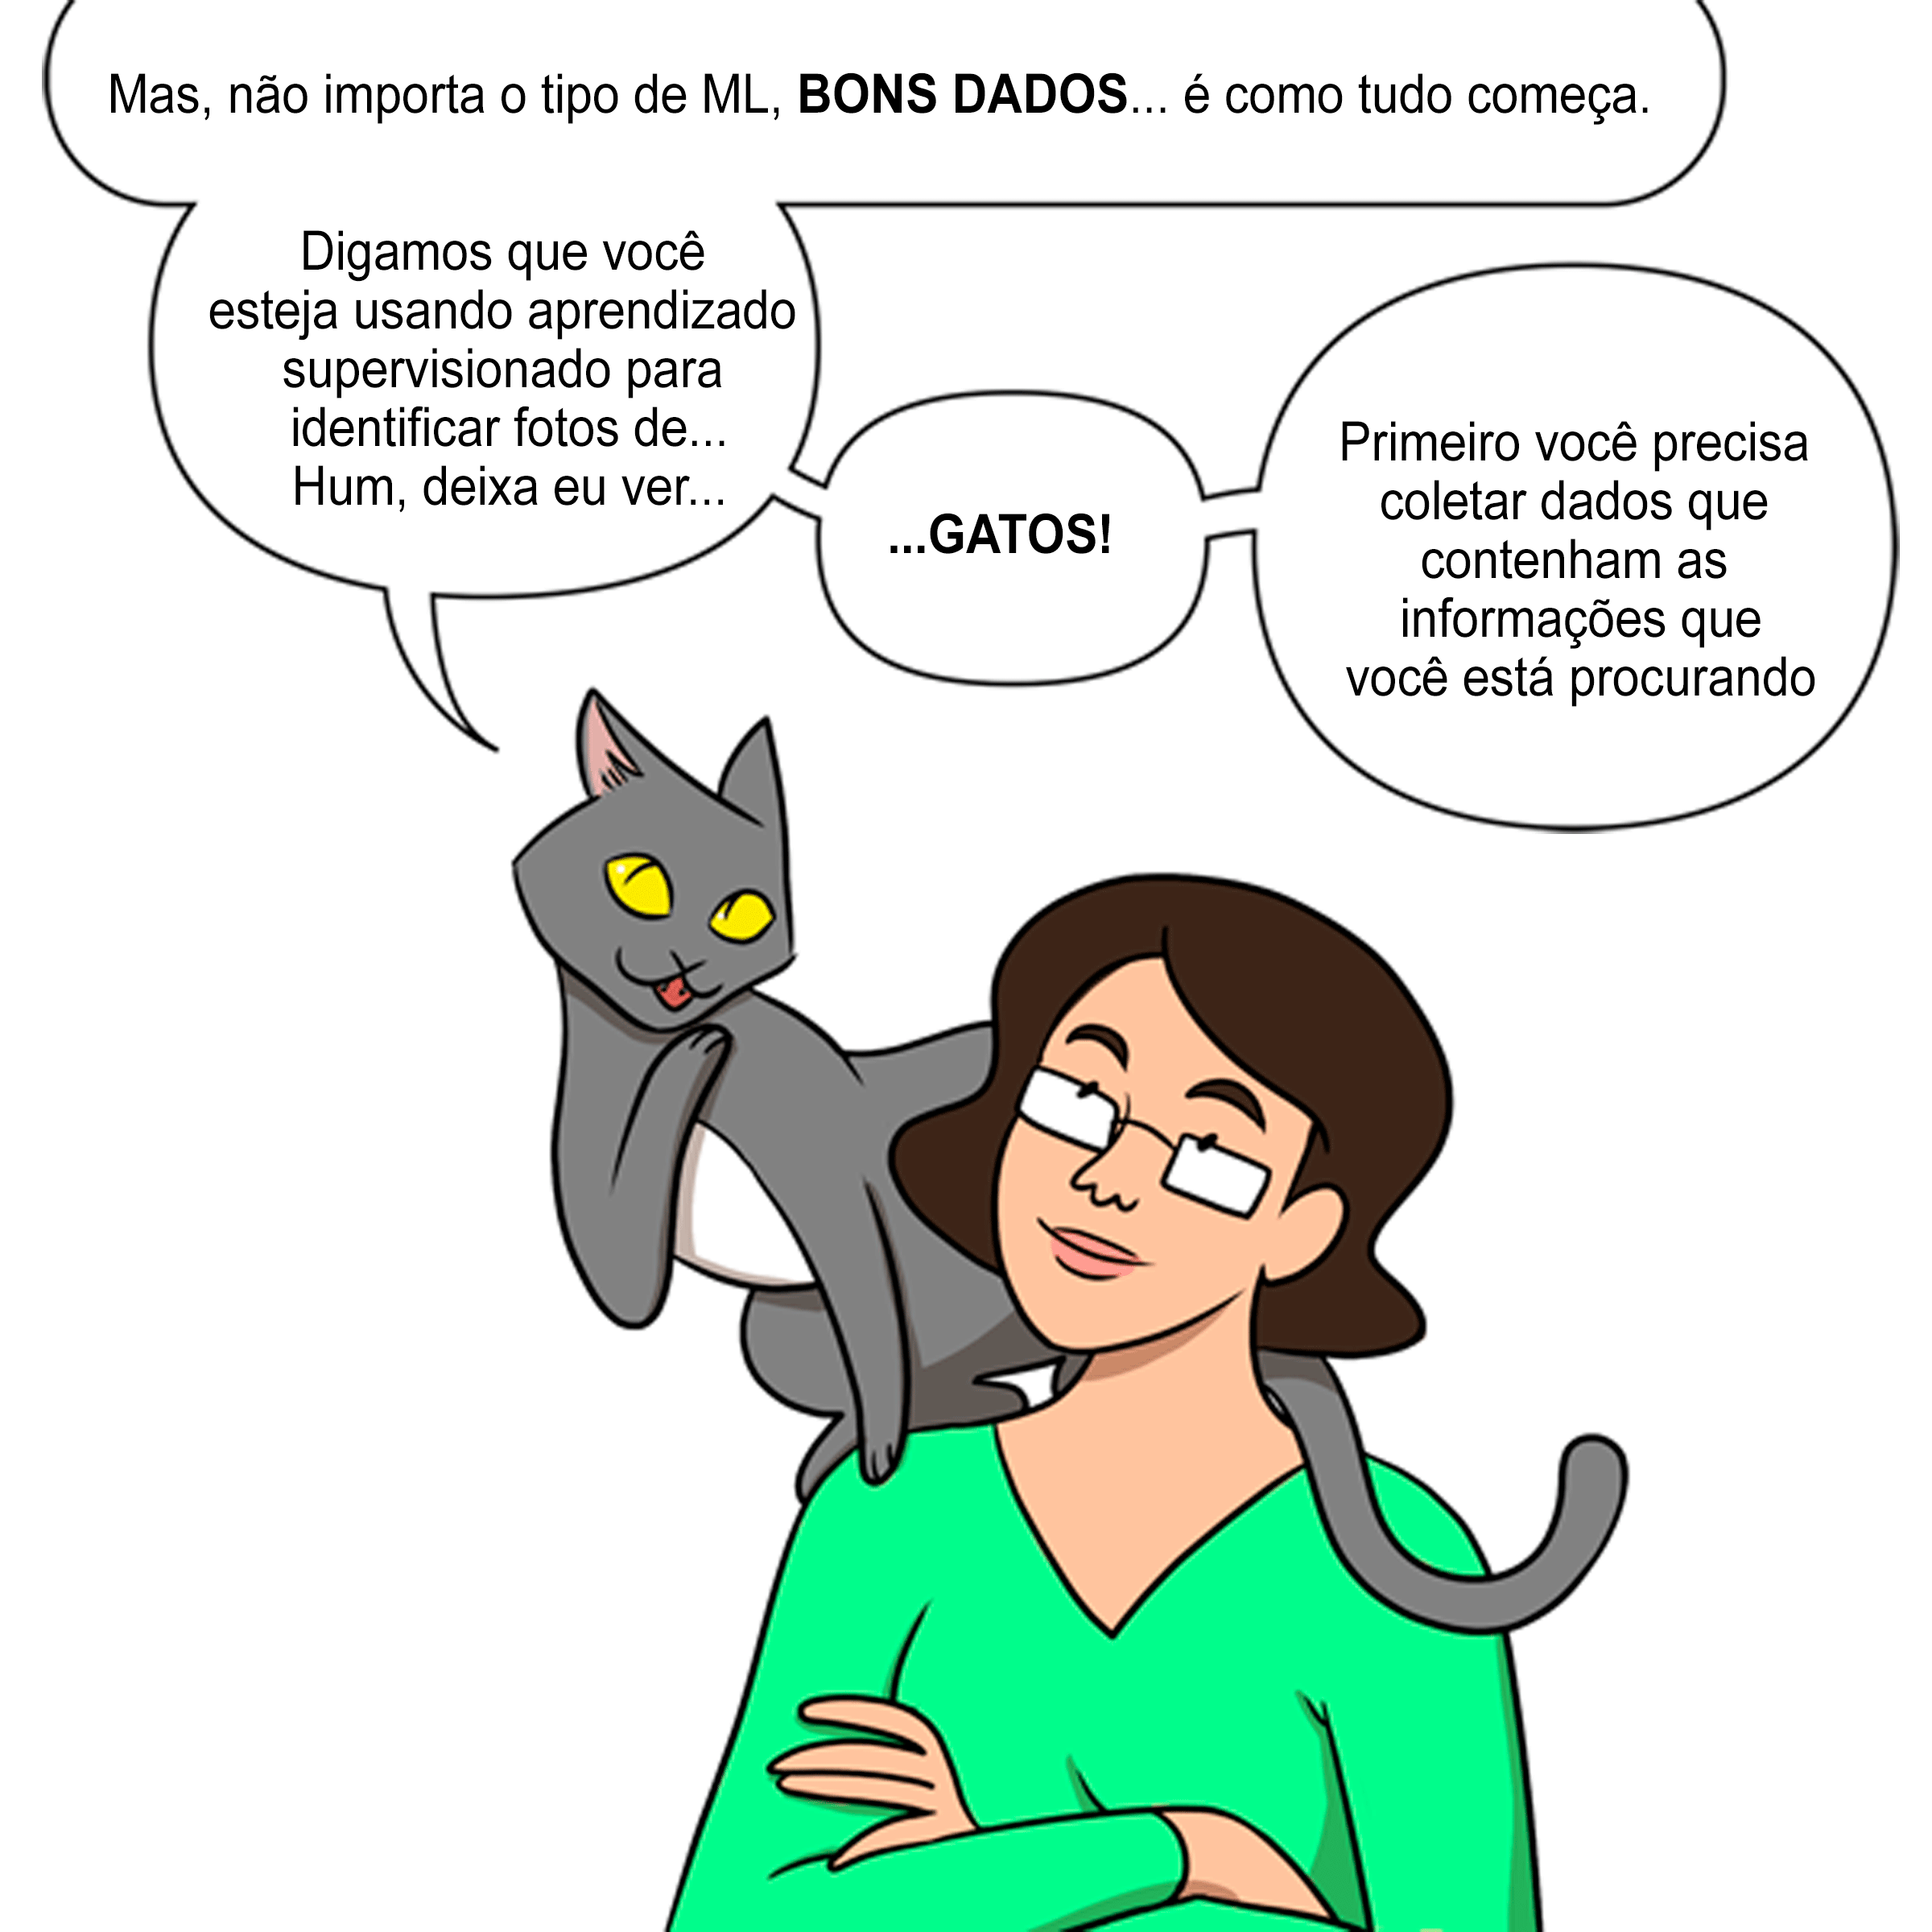 Mas, não importa o tipo de ML, BONS DADOS... é como tudo começa.
Digamos que você
esteja usando aprendizado
supervisionado para
identificar fotos de...
Hum, deixa eu ver...
...GATOS!
Primeiro você precisa
coletar dados que
contenham as
informações que
você está procurando